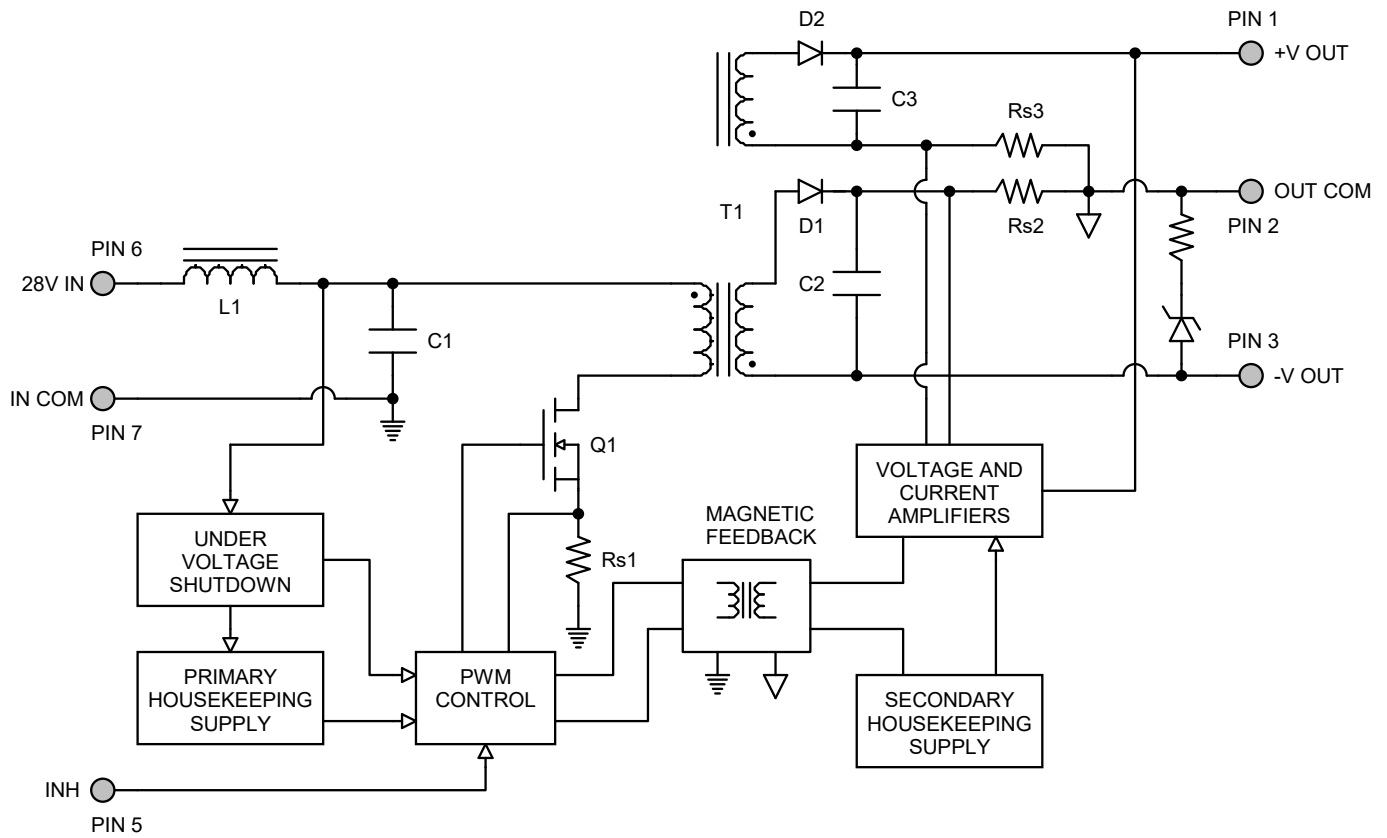 D2
PIN 1
+V OUT
C3
Rs3
T1
D1
Rs2
OUT COM
PIN 2
PIN 6
28V IN
L1
C1
C2
PIN 3
-V OUT
IN COM
PIN 7
Q1
VOLTAGE AND
CURRENT
AMPLIFIERS
MAGNETIC
FEEDBACK
UNDER
VOLTAGE
SHUTDOWN
Rs1
PRIMARY
HOUSEKEEPING
SUPPLY
PWM
CONTROL
SECONDARY
HOUSEKEEPING
SUPPLY
INH
PIN 5